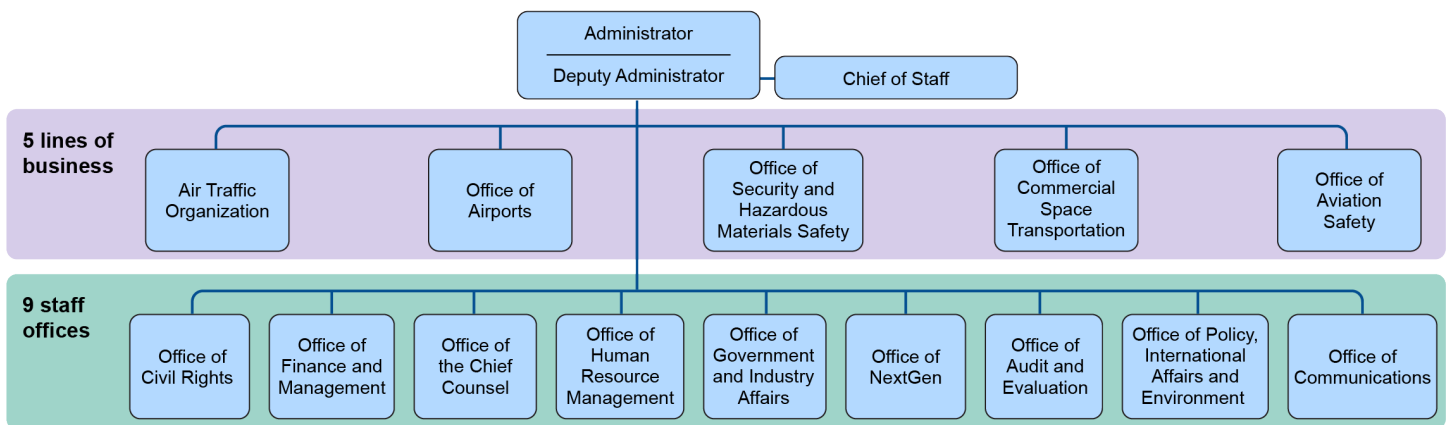 Administrator
Deputy Administrator
Chief of Staff
5 lines of
business
Air Traffic
Organization
Office of
Airports
Office of
Security and
Hazardous
Materials Safety
Office of
Commercial
Space
Transportation
Office of
Aviation
Safety
9 staff
offices
Office of
Civil Rights
Office of
Finance and
Management
Office of
the Chief
Counsel
Office of
Human
Resource
Management
Office of
Government
and Industry
Affairs
Office of
NextGen
Office of
Audit and
Evaluation
Office of Policy,
International
Affairs and
Environment
Office of
Communications